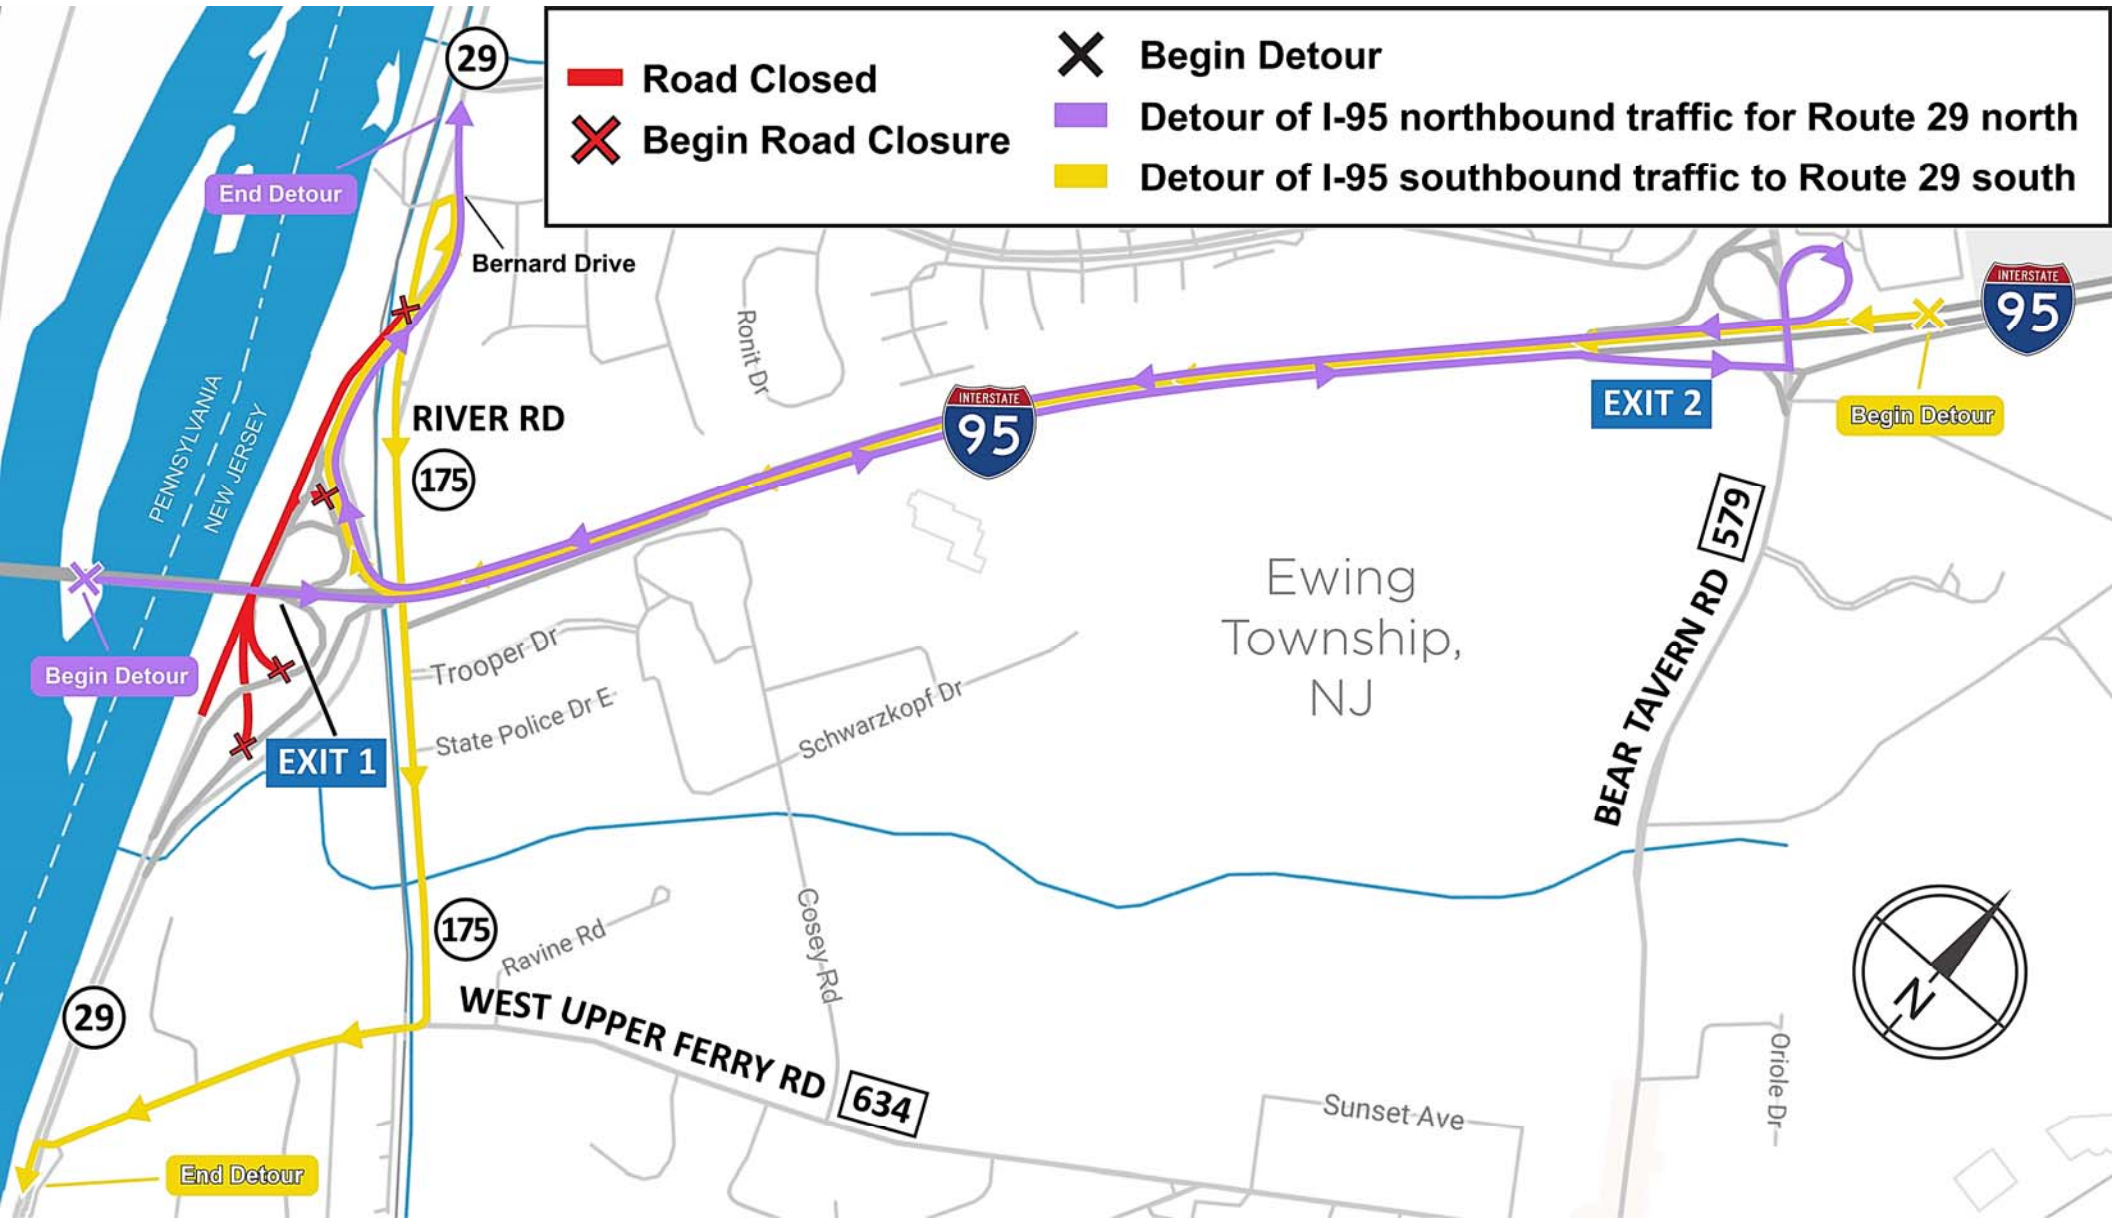 29
Road Closed
Begin Road Closure
Begin Detour
Detour of I-95 northbound traffic for Route 29 north
Detour of I-95 southbound traffic to Route 29 south
End Detour
Bernard Drive
INTERSTATE
95
Ronit Dr
PENNSYLVANIA
NEW JERSEY
RIVER RD
175
INTERSTATE
95
EXIT 2
Begin Detour
579
BEAR TAVERN RD
Ewing
Township,
NJ
Begin Detour
Trooper Dr
State Police Dr E
Schwarzkopf Dr
EXIT 1
175
Ravine Rd
Cosey Rd
WEST UPPER FERRY RD
634
29
N
Oriole Dr
Sunset Ave
End Detour